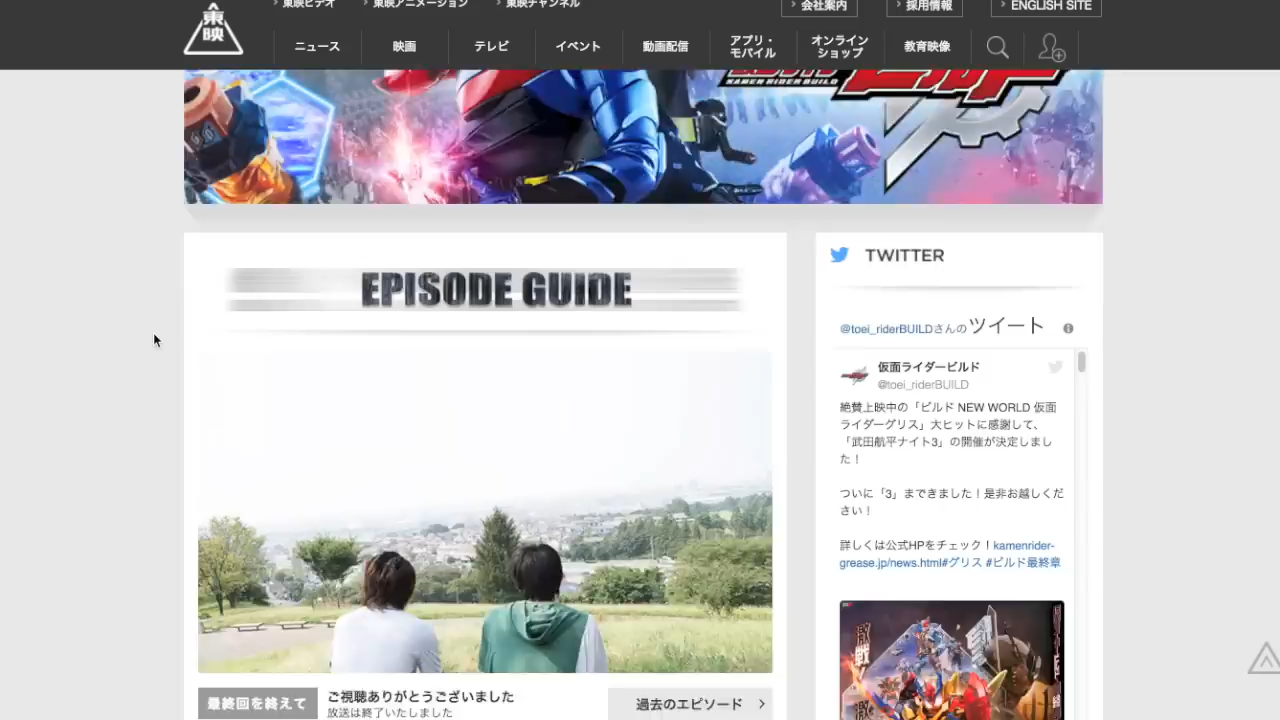 東映ビデオ
東映アニメーション
東映チャンネル
会社案内
採用情報
ENGLISH SITE
東映
ニュース
映画
テレビ
イベント
動画配信
アプリ・
モバイル
オンライン
ショップ
教育映像
KAMEN RIDER BUILD
EPISODE GUIDE
最終回を終えて
ご視聴ありがとうございました
放送は終了いたしました
過去のエピソード
TWITTER
@toei_riderBUILDさんのツイート
仮面ライダービルド
@toei_riderBUILD
絶賛上映中の「ビルド NEW WORLD 仮面
ライダーグリス」大ヒットに感謝して、
「武田航平ナイト3」の開催が決定しまし
た！
ついに「3」まできました！是非お越しくだ
さい！
詳しくは公式HPをチェック！kamenrider-
grease.jp/news.html#グリス #ビルド最終章